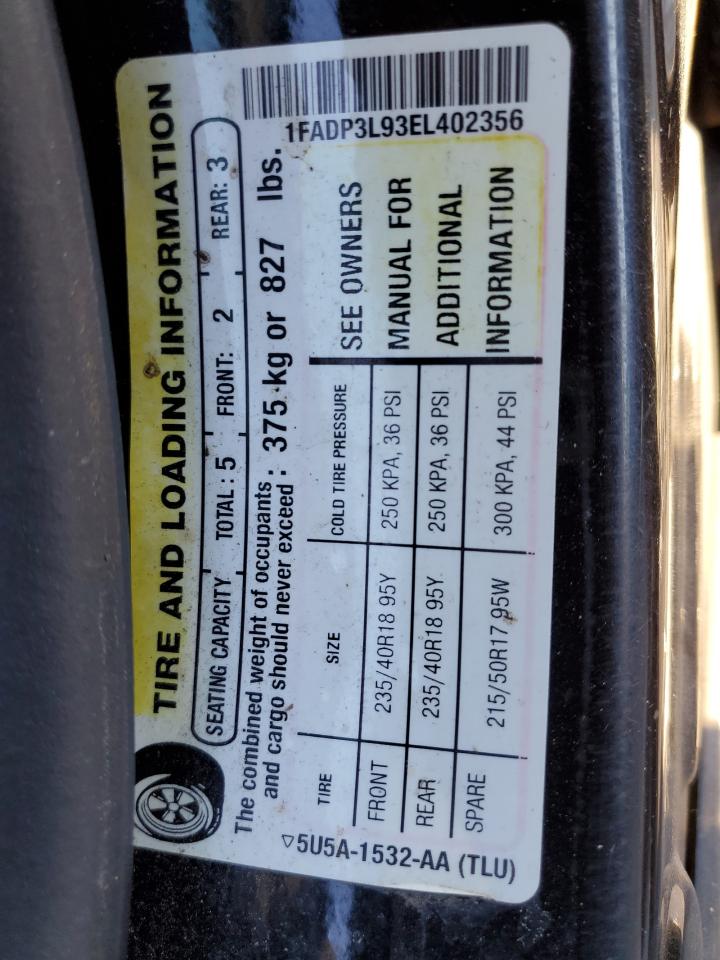 TIRE AND LOADING INFORMATION
SEATING CAPACITY TOTAL: 5 FRONT: 2 REAR: 3
The combined weight of occupants
and cargo should never exceed : 375 kg or 827 lbs.
1FADP3L93EL402356
TIRE SIZE COLD TIRE PRESSURE
FRONT 235/40R18 95Y 250 KPA, 36 PSI
REAR 235/40R18 95Y 250 KPA, 36 PSI
SPARE 215/50R17 95W 300 KPA, 44 PSI
SEE OWNERS
MANUAL FOR
ADDITIONAL
INFORMATION
5U5A-1532-AA (TLU)